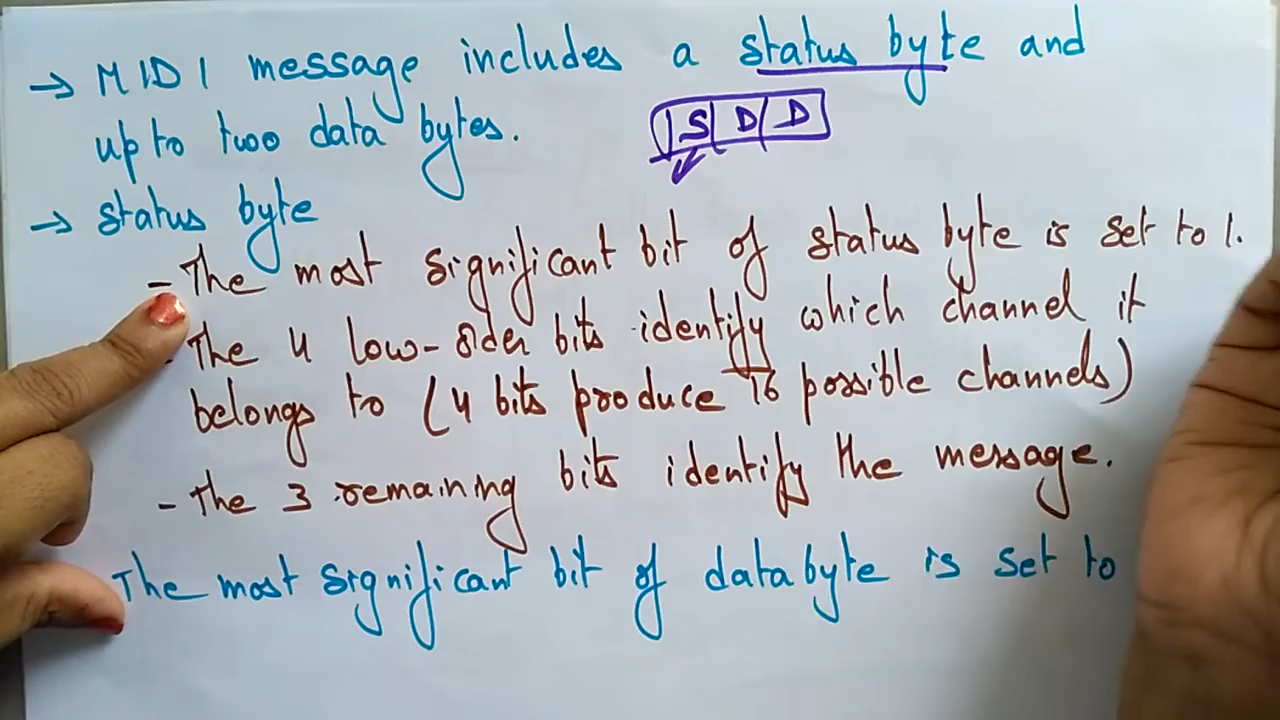 → MIDI message includes a status byte and
up to two data bytes.
S D D
→ status byte
- The most significant bit of status byte is set to 1.
- The 4 low-order bits identify which channel it
belongs to (4 bits produce 16 possible channels)
- The 3 remaining bits identify the message.
The most significant bit of databyte is set to